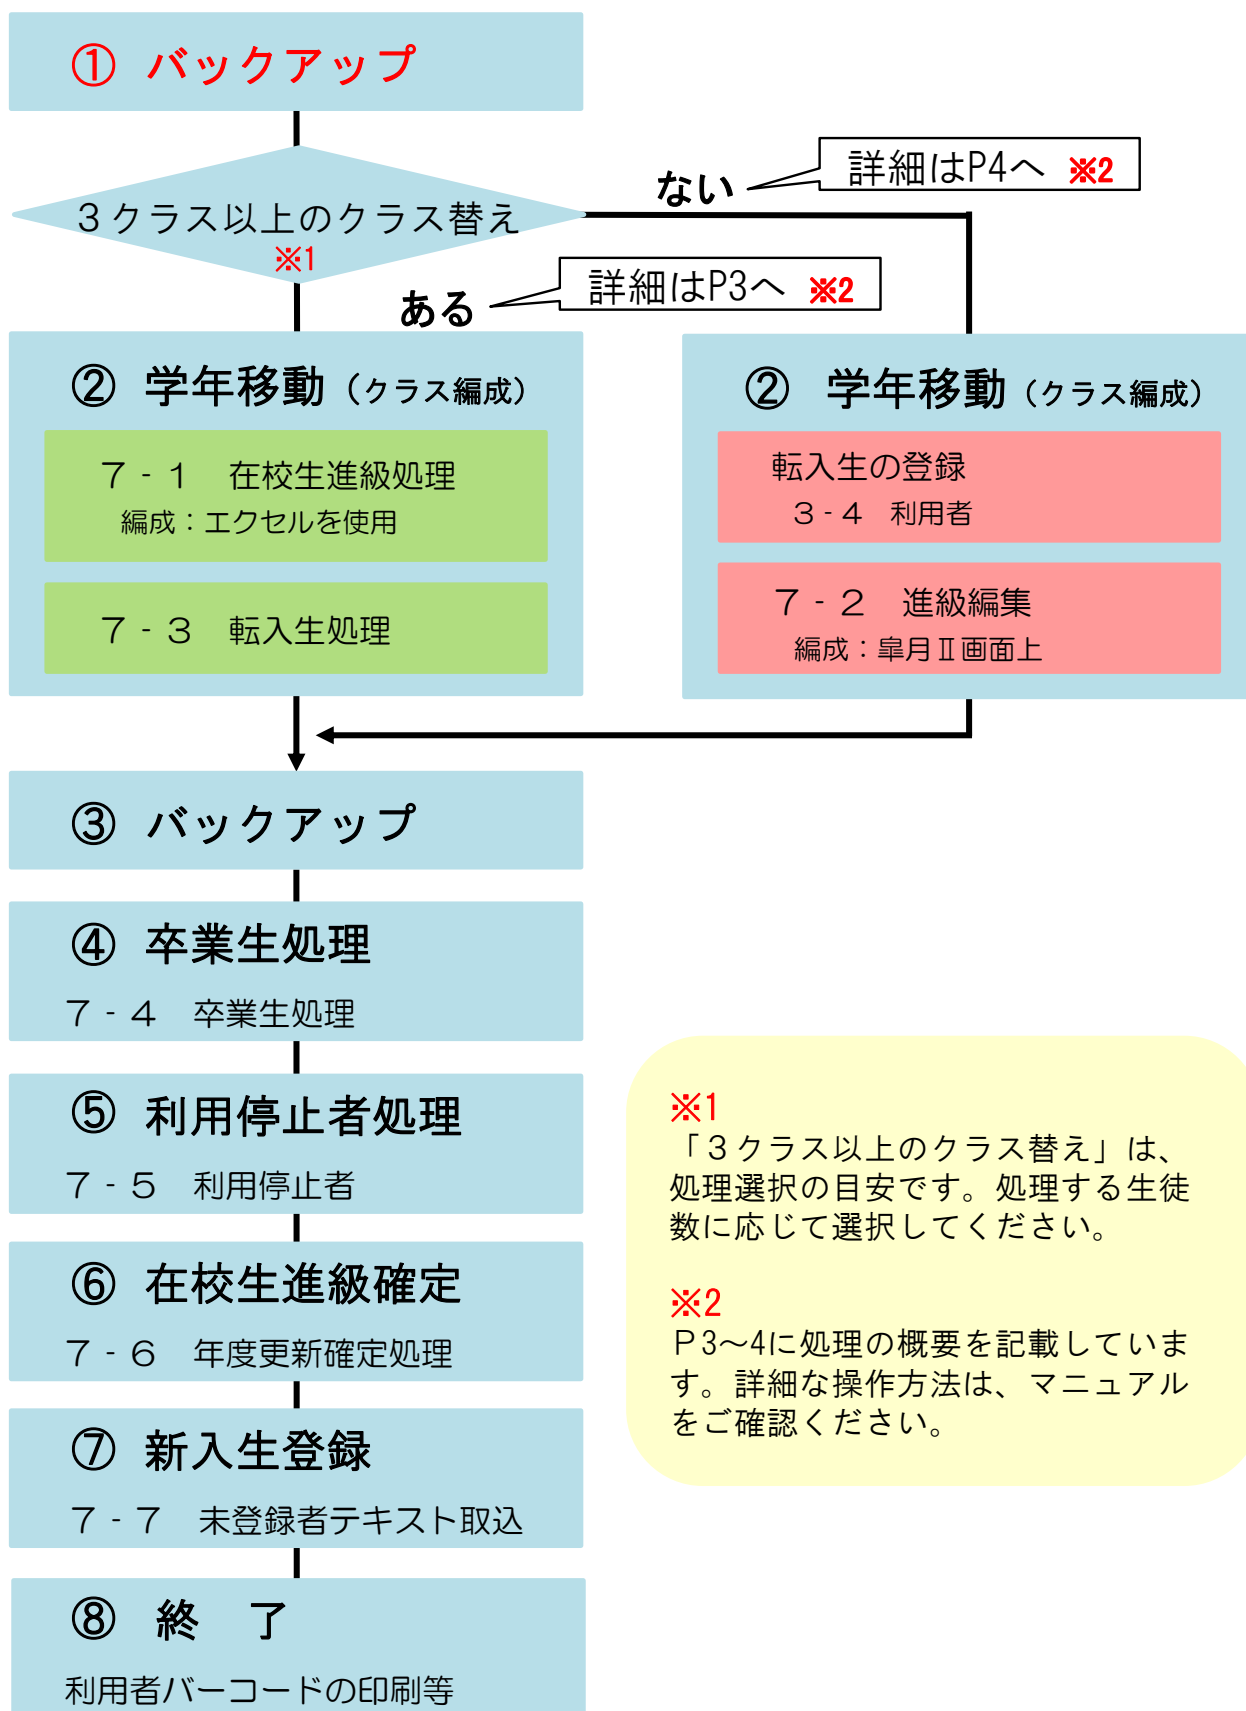 ① バックアップ
3クラス以上のクラス替え
※1
ない
詳細はP4へ ※2
ある
詳細はP3へ ※2
② 学年移動（クラス編成）
7‐1 在校生進級処理
編成：エクセルを使用
7‐3 転入生処理
② 学年移動（クラス編成）
転入生の登録
3‐4 利用者
7‐2 進級編集
編成：皐月Ⅱ画面上
③ バックアップ
④ 卒業生処理
7‐4 卒業生処理
⑤ 利用停止者処理
7‐5 利用停止者
⑥ 在校生進級確定
7‐6 年度更新確定処理
⑦ 新入生登録
7‐7 未登録者テキスト取込
⑧ 終 了
利用者バーコードの印刷等
※1
「3クラス以上のクラス替え」は、
処理選択の目安です。処理する生徒
数に応じて選択してください。
※2
P3～4に処理の概要を記載していま
す。詳細な操作方法は、マニュアル
をご確認ください。